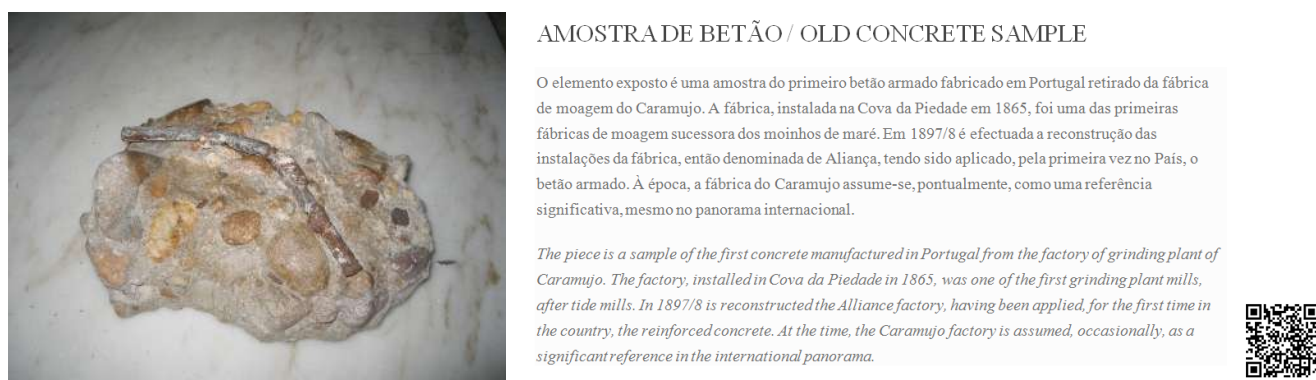 AMOSTRA DE BETÃO / OLD CONCRETE SAMPLE
O elemento exposto é uma amostra do primeiro betão armado fabricado em Portugal retirado da fábrica
de moagem do Caramujo. A fábrica, instalada na Cova da Piedade em 1865, foi uma das primeiras
fábricas de moagem sucessora dos moinhos de maré. Em 1897/8 é efectuada a reconstrução das
instalações da fábrica, então denominada de Aliança, tendo sido aplicado, pela primeira vez no País, o
betão armado. À época, a fábrica do Caramujo assume-se, pontualmente, como uma referência
significativa, mesmo no panorama internacional.
The piece is a sample of the first concrete manufactured in Portugal from the factory of grinding plant of
Caramujo. The factory, installed in Cova da Piedade in 1865, was one of the first grinding plant mills,
after tide mills. In 1897/8 is reconstructed the Alliance factory, having been applied, for the first time in
the country, the reinforced concrete. At the time, the Caramujo factory is assumed, occasionally, as a
significant reference in the international panorama.